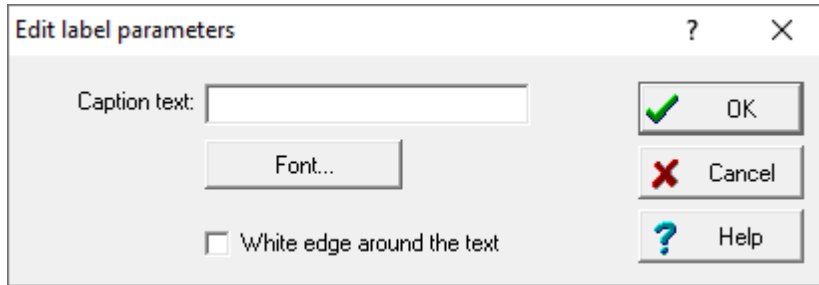 Edit label parameters ?
Caption text: OK
Font... Cancel
White edge around the text ? Help